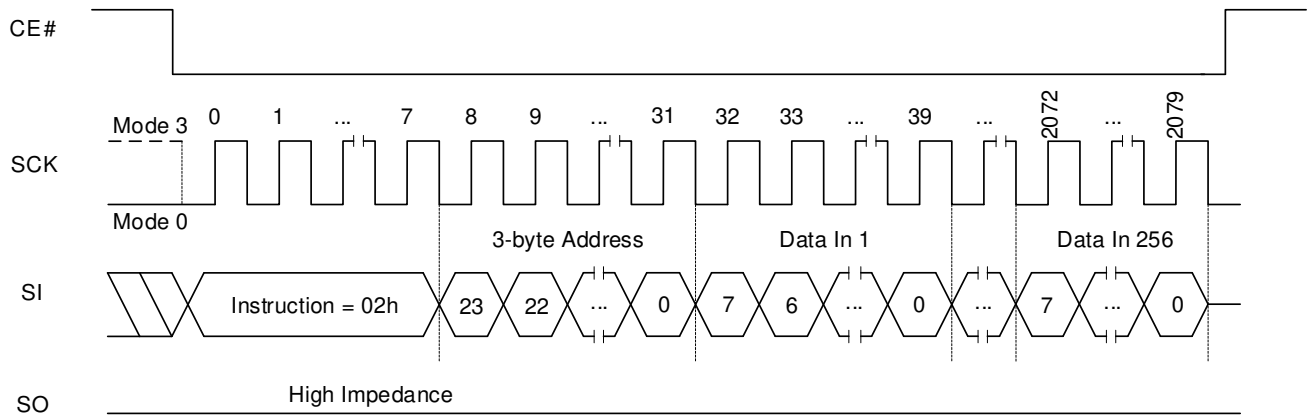 CE#
Mode 3
0 1 ... 7 8 9 ... 31 32 33 ... 39 ... 2072 ... 2079
SCK
Mode 0
3-byte Address Data In 1 Data In 256
SI
Instruction = 02h 23 22 ... 0 7 6 ... 0 ... 7 ... 0
High Impedance
SO